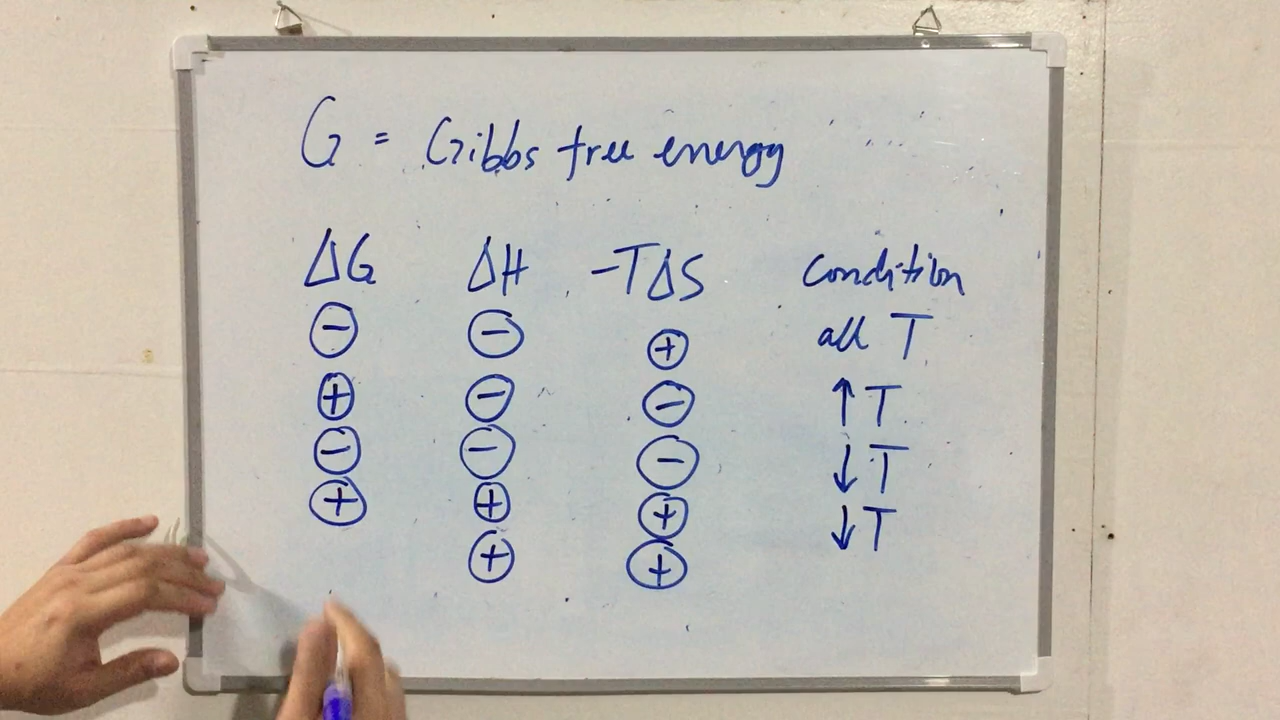 G = Gibbs free energy
ΔG ΔH -TΔS Condition
⊖ ⊖ ⊕ all T
⊕ ⊖ ⊖ ↑ T
⊖ ⊖ ⊖ ↓ T
⊕ ⊕ ⊕ ↓ T
⊕ ⊕